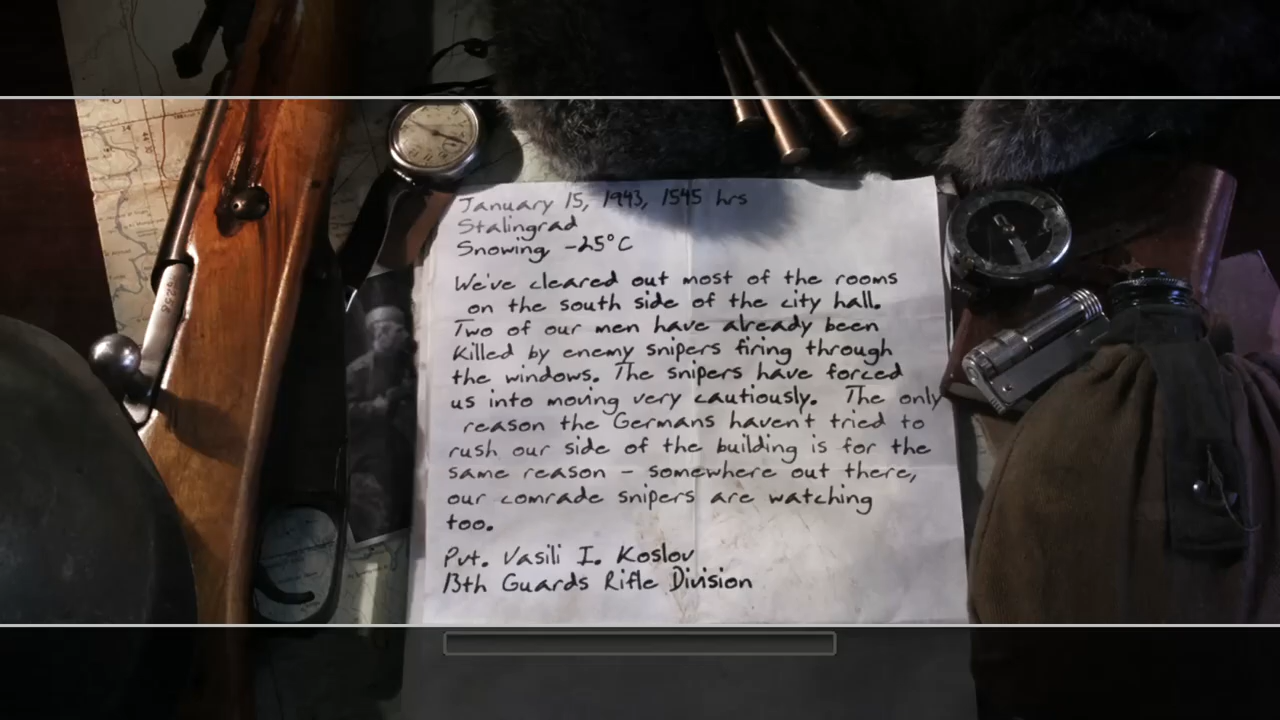 January 15, 1943, 1545 hrs
Stalingrad
Snowing, -25°C
We've cleared out most of the rooms
on the south side of the city hall.
Two of our men have already been
killed by enemy snipers firing through
the windows. The snipers have forced
us into moving very cautiously. The only
reason the Germans haven't tried to
rush our side of the building is for the
same reason - somewhere out there,
our comrade snipers are watching
too.
Pvt. Vasili I. Koslov
13th Guards Rifle Division